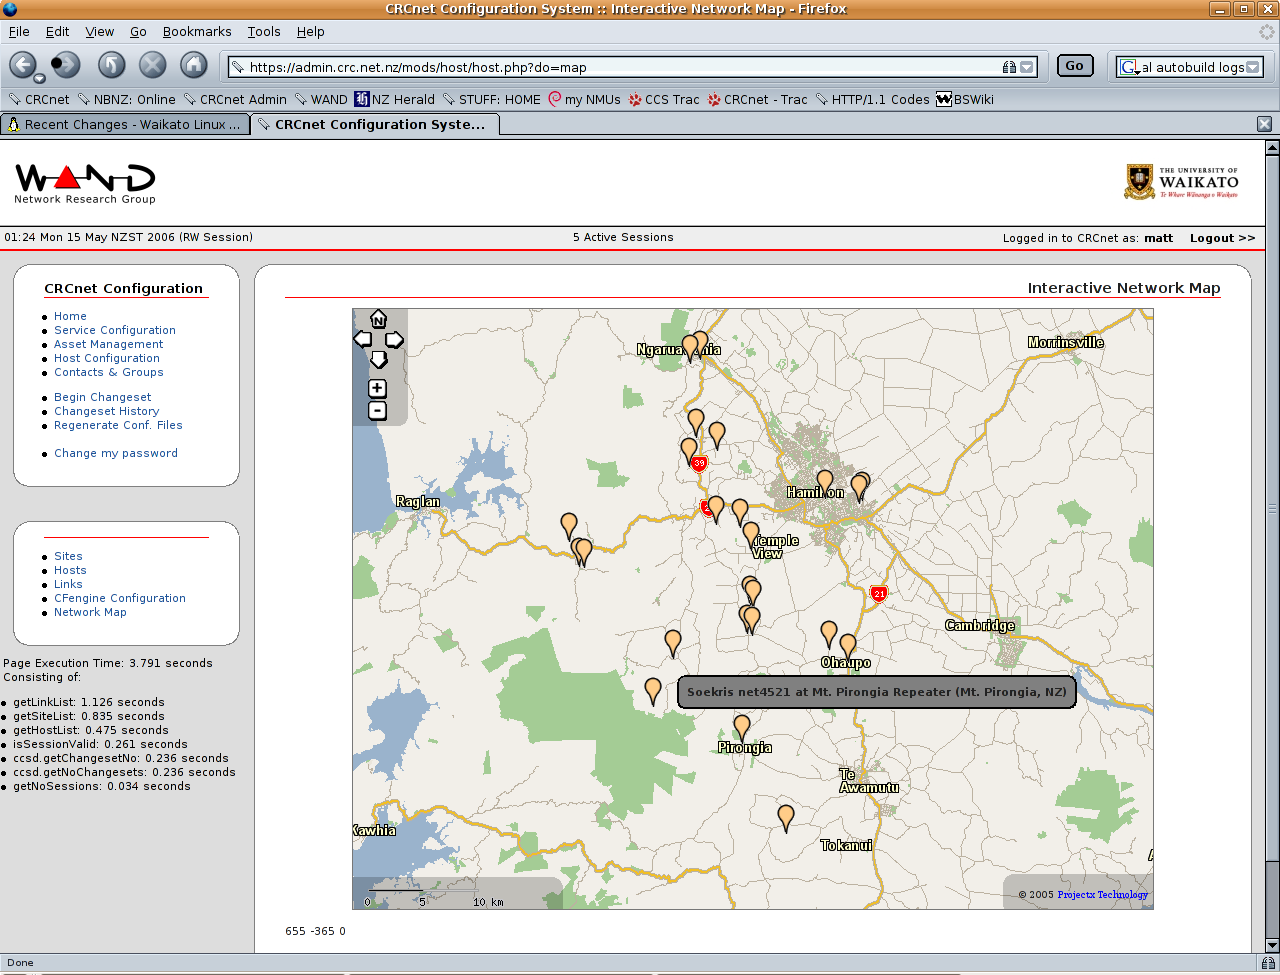 CRCnet Configuration System :: Interactive Network Map - Firefox
File Edit View Go Bookmarks Tools Help
https://admin.crc.net.nz/mods/host/host.php?do=map Go al autobuild logs
CRCnet NBNZ: Online CRCnet Admin WAND NZ Herald STUFF: HOME my NMUs CCS Trac CRCnet - Trac HTTP/1.1 Codes BSWiki
Recent Changes - Waikato Linux ... CRCnet Configuration Syste...
WAND
Network Research Group
THE UNIVERSITY OF
WAIKATO
Te Whare Wānanga o Waikato
01:24 Mon 15 May NZST 2006 (RW Session) 5 Active Sessions Logged in to CRCnet as: matt Logout >>
CRCnet Configuration
Home
Service Configuration
Asset Management
Host Configuration
Contacts & Groups
Begin Changeset
Changeset History
Regenerate Conf. Files
Change my password
Sites
Hosts
Links
CFengine Configuration
Network Map
Page Execution Time: 3.791 seconds
Consisting of:
getLinkList: 1.126 seconds
getSiteList: 0.835 seconds
getHostList: 0.475 seconds
isSessionValid: 0.261 seconds
ccsd.getChangesetNo: 0.236 seconds
ccsd.getNoChangesets: 0.236 seconds
getNoSessions: 0.034 seconds
Interactive Network Map
N
+
-
Morrinsville
39
Hamilton
Raglan
Temple
View
21
Cambridge
Ohaupo
Soekris net4521 at Mt. Pirongia Repeater (Mt. Pirongia, NZ)
Pirongia
Te
Awamutu
Kawhia
Tokanui
0 5 10 km
© 2005 Projectx Technology
655 -365 0
Done